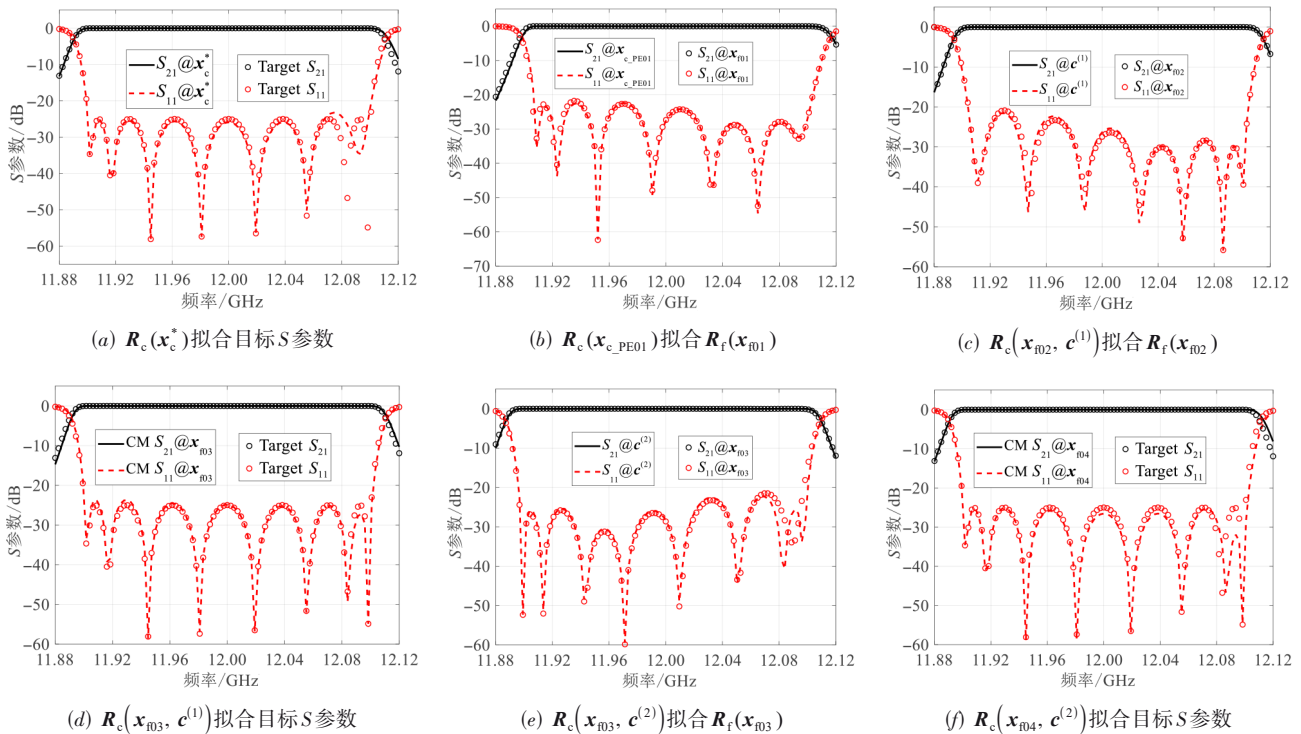 0
−10
−20
−30
−40
−50
−60
S参数/dB
11.88 11.92 11.96 12.00 12.04 12.08 12.12
频率/GHz
S21@xc*
S11@xc*
Target S21
Target S11
(a) Rc(xc*)拟合目标S参数
0
−10
−20
−30
−40
−50
−60
−70
S参数/dB
11.88 11.92 11.96 12.00 12.04 12.08 12.12
频率/GHz
S21@xc_PE01
S11@xc_PE01
S21@xf01
S11@xf01
(b) Rc(xc_PE01)拟合Rf(xf01)
0
−10
−20
−30
−40
−50
−60
S参数/dB
11.88 11.92 11.96 12.00 12.04 12.08 12.12
频率/GHz
S21@c(1)
S11@c(1)
S21@xf02
S11@xf02
(c) Rc(xf02, c(1))拟合Rf(xf02)
0
−10
−20
−30
−40
−50
−60
S参数/dB
11.88 11.92 11.96 12.00 12.04 12.08 12.12
频率/GHz
CM S21@xf03
CM S11@xf03
Target S21
Target S11
(d) Rc(xf03, c(1))拟合目标S参数
0
−10
−20
−30
−40
−50
−60
S参数/dB
11.88 11.92 11.96 12.00 12.04 12.08 12.12
频率/GHz
S21@c(2)
S11@c(2)
S21@xf03
S11@xf03
(e) Rc(xf03, c(2))拟合Rf(xf03)
0
−10
−20
−30
−40
−50
−60
S参数/dB
11.88 11.92 11.96 12.00 12.04 12.08 12.12
频率/GHz
CM S21@xf04
CM S11@xf04
Target S21
Target S11
(f) Rc(xf04, c(2))拟合目标S参数